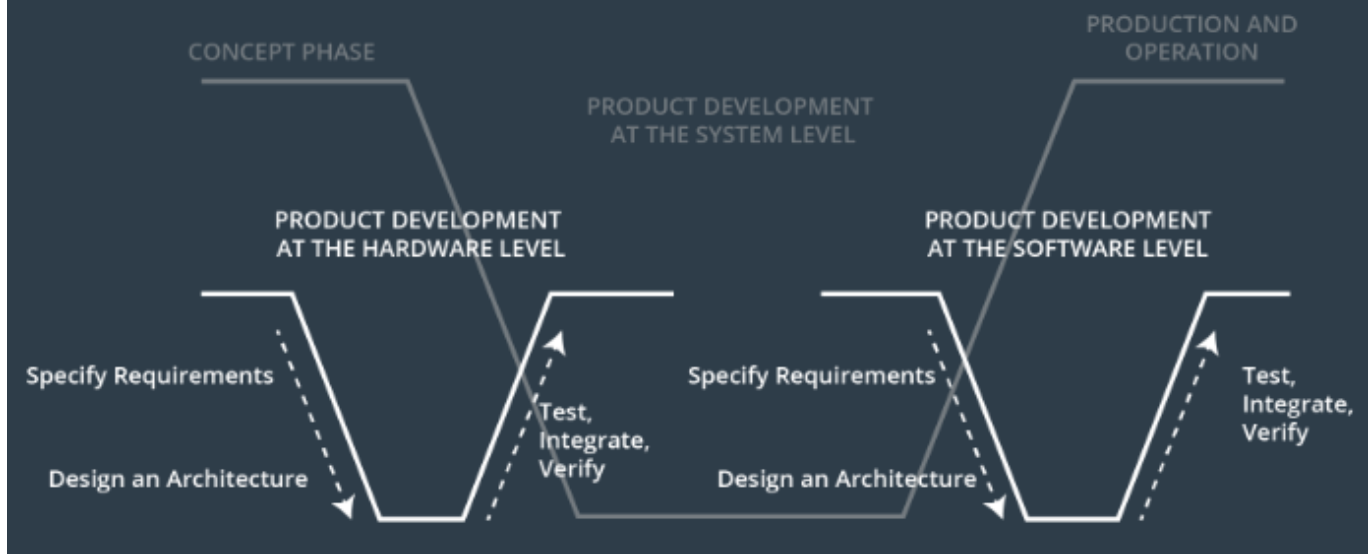 CONCEPT PHASE
PRODUCTION AND
OPERATION
PRODUCT DEVELOPMENT
AT THE SYSTEM LEVEL
PRODUCT DEVELOPMENT
AT THE HARDWARE LEVEL
Specify Requirements
Design an Architecture
Test,
Integrate,
Verify
PRODUCT DEVELOPMENT
AT THE SOFTWARE LEVEL
Specify Requirements
Design an Architecture
Test,
Integrate,
Verify